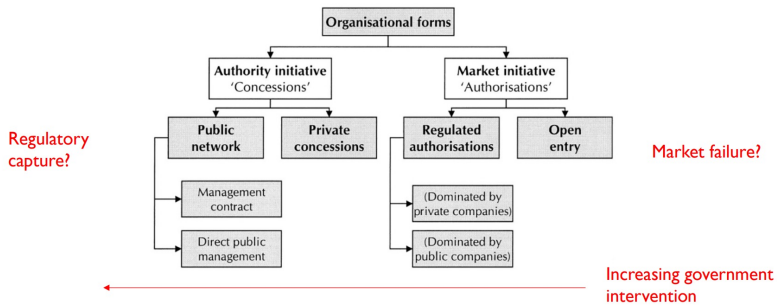 Organisational forms
Authority initiative
'Concessions'
Market initiative
'Authorisations'
Public
network
Private
concessions
Regulated
authorisations
Open
entry
Regulatory
capture?
Market failure?
Management
contract
(Dominated by
private companies)
Direct public
management
(Dominated by
public companies)
Increasing government
intervention